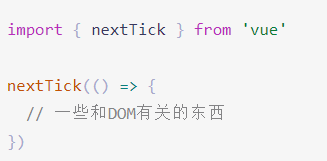 import { nextTick } from 'vue'
nextTick(() => {
// 一些和DOM有关的东西
})